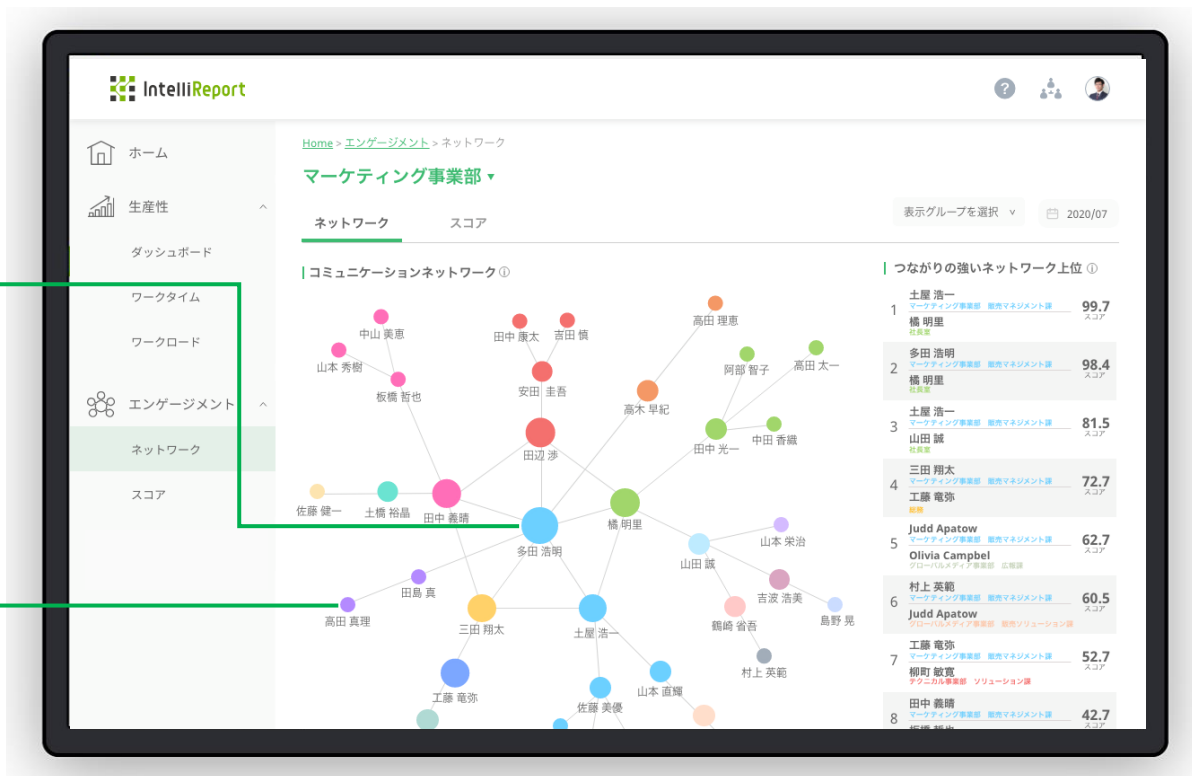 IntelliReport
?
ホーム
生産性
ダッシュボード
ワークタイム
ワークロード
エンゲージメント
ネットワーク
スコア
Home > エンゲージメント > ネットワーク
マーケティング事業部 ▾
ネットワーク
スコア
表示グループを選択
2020/07
コミュニケーションネットワーク
高田 理恵
中山 美恵
田中 康太
吉田 慎
山本 秀樹
阿部 智子
高田 太一
板橋 哲也
安田 圭吾
高木 早紀
田中 光一
中田 香織
田辺 渉
佐藤 健一
土橋 裕晶
田中 義晴
橘 明里
多田 浩明
山本 栄治
山田 誠
田島 真
吉波 浩美
高田 真理
三田 翔太
土屋 浩一
鶴崎 省吾
島野 晃
村上 英範
工藤 竜弥
山本 直輝
佐藤 美優
つながりの強いネットワーク上位
1
土屋 浩一
マーケティング事業部 販売マネジメント課
橘 明里
社長室
99.7
スコア
2
多田 浩明
マーケティング事業部 販売マネジメント課
橘 明里
社長室
98.4
スコア
3
土屋 浩一
マーケティング事業部 販売マネジメント課
山田 誠
社長室
81.5
スコア
4
三田 翔太
マーケティング事業部 販売マネジメント課
工藤 竜弥
総務
72.7
スコア
5
Judd Apatow
マーケティング事業部 販売マネジメント課
Olivia Campbel
グローバルメディア事業部 広報課
62.7
スコア
6
村上 英範
マーケティング事業部 販売マネジメント課
Judd Apatow
グローバルメディア事業部 販売ソリューション課
60.5
スコア
7
工藤 竜弥
マーケティング事業部 販売マネジメント課
柳町 敏寛
テクニカル事業部 ソリューション課
52.7
スコア
8
田中 義晴
マーケティング事業部 販売マネジメント課
42.7
スコア